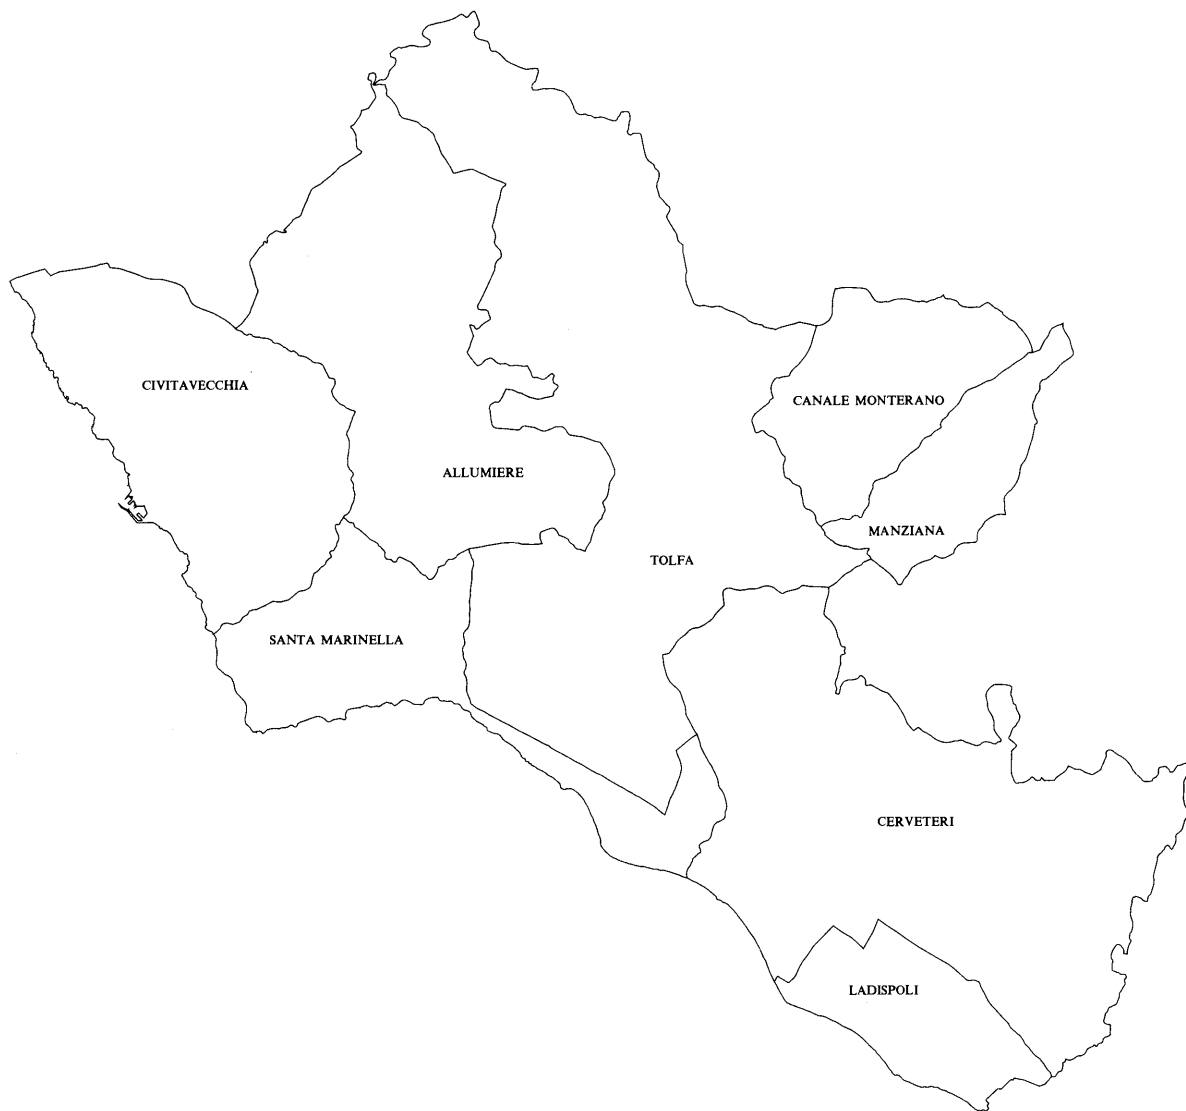 CIVITAVECCHIA
CANALE MONTERANO
ALLUMIERE
MANZIANA
TOLFA
SANTA MARINELLA
CERVETERI
LADISPOLI